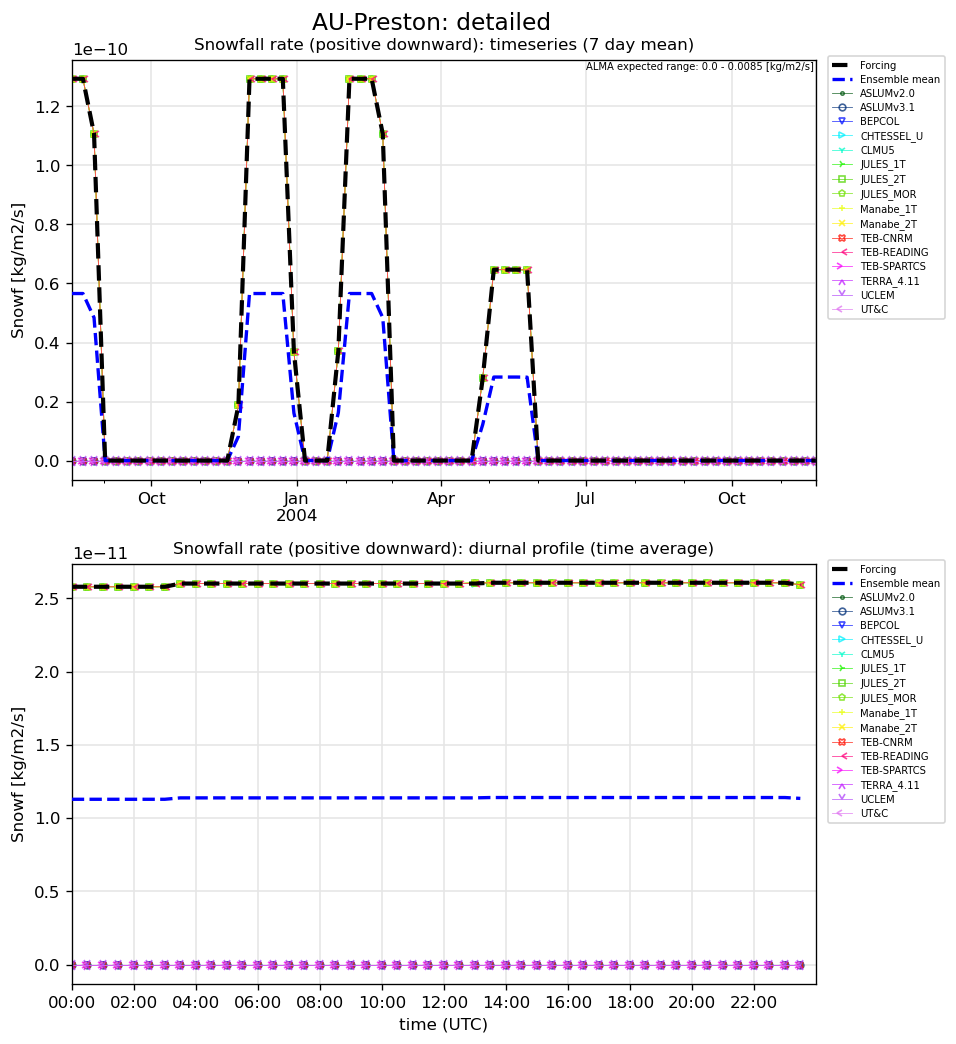 AU-Preston: detailed
Snowfall rate (positive downward): timeseries (7 day mean)
1e−10
ALMA expected range: 0.0 - 0.0085 [kg/m2/s]
Snowf [kg/m2/s]
1.2
1.0
0.8
0.6
0.4
0.2
0.0
Oct
Jan
2004
Apr
Jul
Oct
Forcing
Ensemble mean
ASLUMv2.0
ASLUMv3.1
BEPCOL
CHTESSEL_U
CLMU5
JULES_1T
JULES_2T
JULES_MOR
Manabe_1T
Manabe_2T
TEB-CNRM
TEB-READING
TEB-SPARTCS
TERRA_4.11
UCLEM
UT&C
Snowfall rate (positive downward): diurnal profile (time average)
1e−11
Snowf [kg/m2/s]
2.5
2.0
1.5
1.0
0.5
0.0
00:00
02:00
04:00
06:00
08:00
10:00
12:00
14:00
16:00
18:00
20:00
22:00
time (UTC)
Forcing
Ensemble mean
ASLUMv2.0
ASLUMv3.1
BEPCOL
CHTESSEL_U
CLMU5
JULES_1T
JULES_2T
JULES_MOR
Manabe_1T
Manabe_2T
TEB-CNRM
TEB-READING
TEB-SPARTCS
TERRA_4.11
UCLEM
UT&C